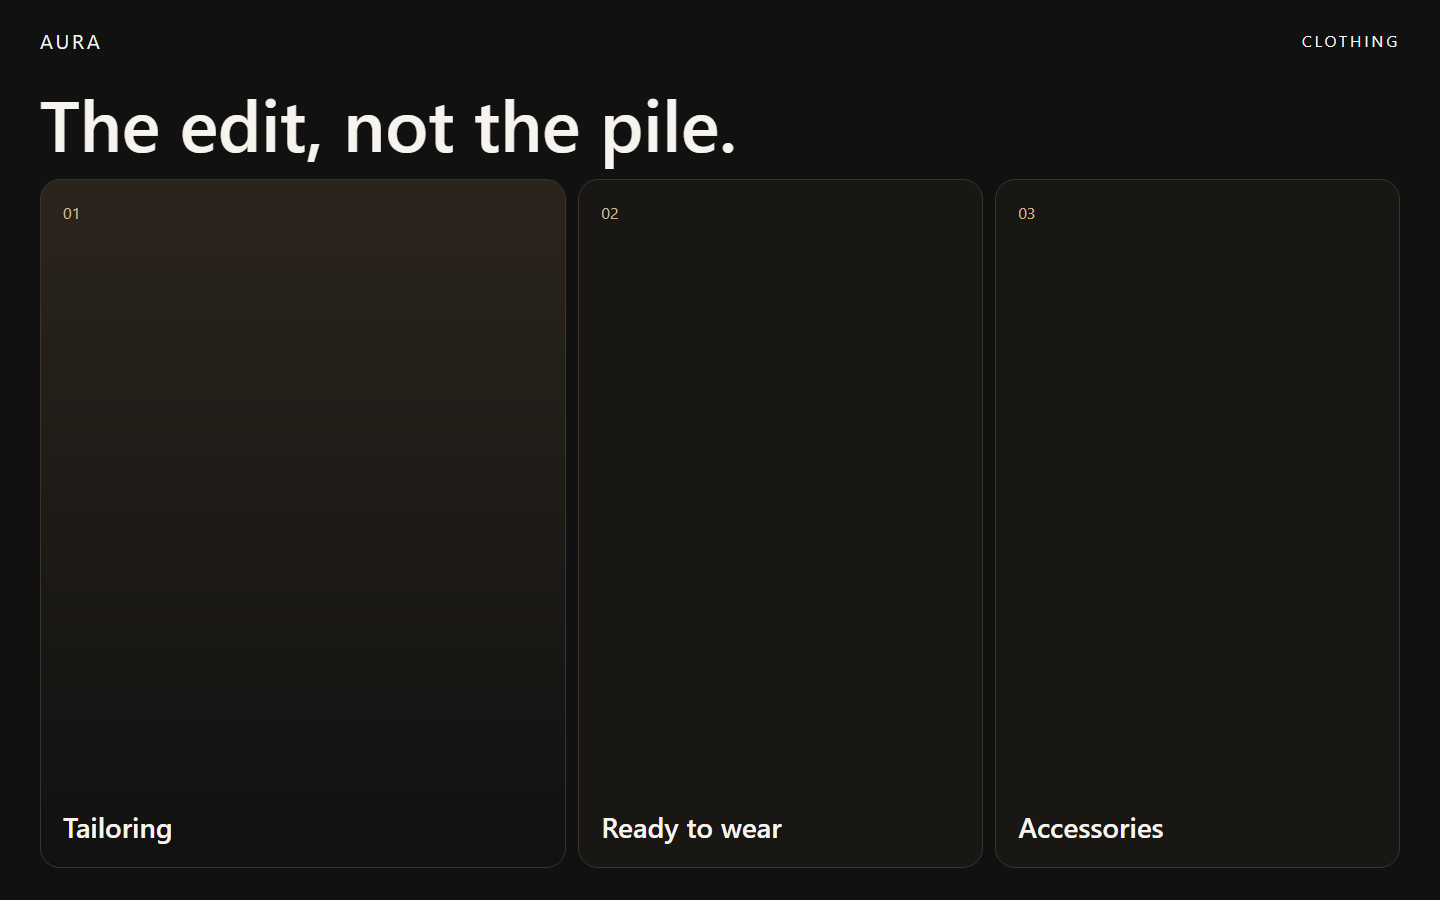 AURA
CLOTHING
The edit, not the pile.
01
02
03
Tailoring
Ready to wear
Accessories